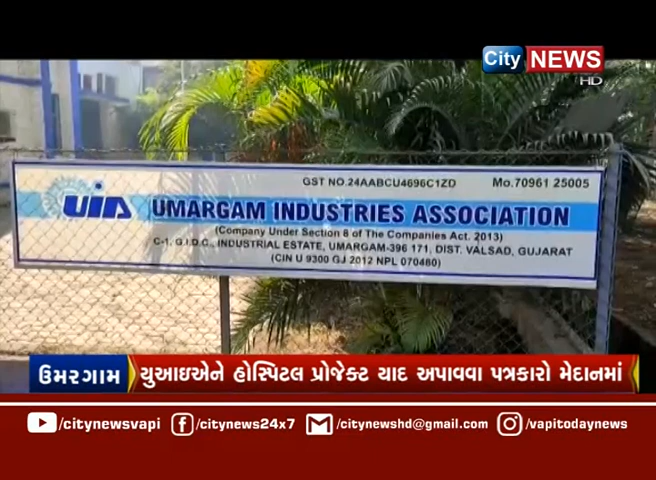 City NEWS
HD
GST NO.24AABCU4696C1ZD Mo.70961 25005
UIA UMARGAM INDUSTRIES ASSOCIATION
(Company Under Section 8 of The Companies Act. 2013)
C-1, G.I.D.C., INDUSTRIAL ESTATE, UMARGAM-396 171, DIST. VALSAD, GUJARAT
(CIN U 9300 GJ 2012 NPL 070480)
ઉમરગામ યુઆઇએને હોસ્પિટલ પ્રોજેક્ટ યાદ અપાવવા પત્રકારો મેદાનમાં
/citynewsvapi /citynews24x7 /citynewshd@gmail.com /vapitodaynews